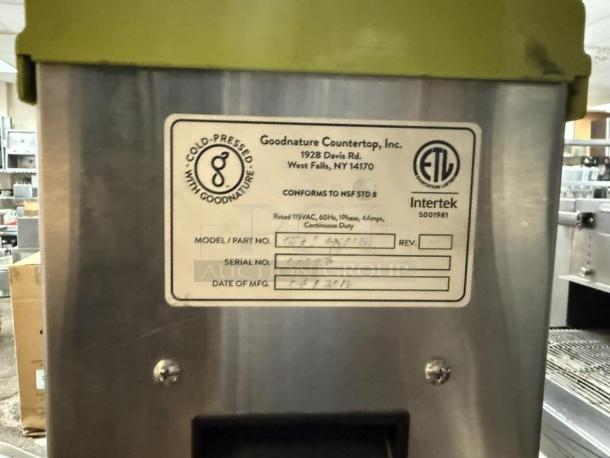 COLD-PRESSED
WITH GOODNATURE
g
Goodnature Countertop, Inc.
1928 Davis Rd.
West Falls, NY 14170
CONFORMS TO NSF STD 8
Rated 115VAC, 60Hz, 1Phase, 4Amps,
Continuous Duty
ETL
Intertek
5001981
MODEL / PART NO.
REV.
SERIAL NO.
AUCTION GROUP
DATE OF MFG.